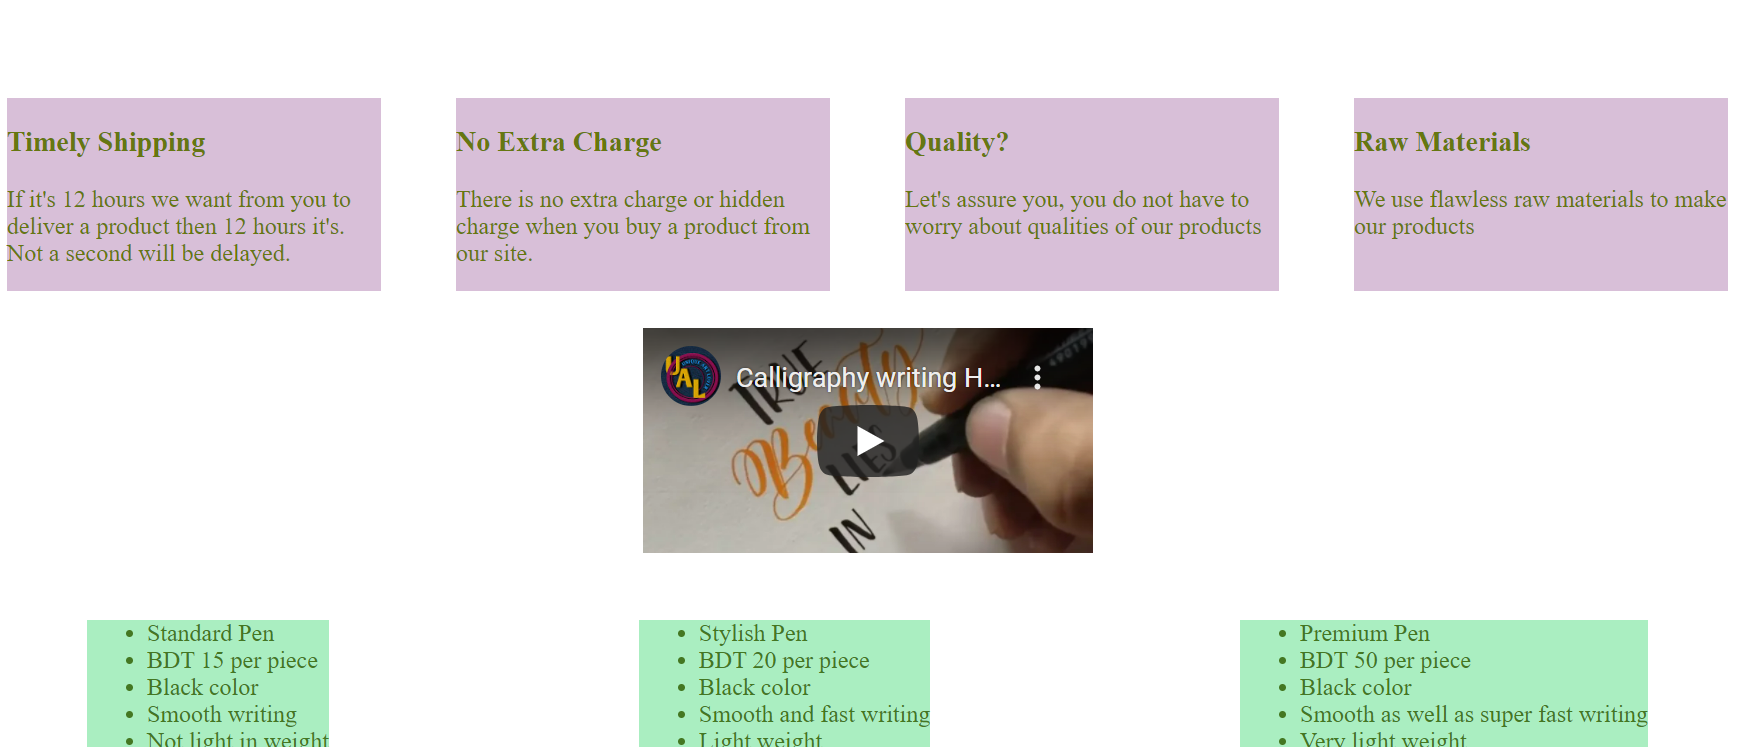 Timely Shipping
If it's 12 hours we want from you to
deliver a product then 12 hours it's.
Not a second will be delayed.
No Extra Charge
There is no extra charge or hidden
charge when you buy a product from
our site.
Quality?
Let's assure you, you do not have to
worry about qualities of our products
Raw Materials
We use flawless raw materials to make
our products
UAL
Calligraphy writing H...
TRUE
Beauty
LIES
IN
Standard Pen
BDT 15 per piece
Black color
Smooth writing
Not light in weight
Stylish Pen
BDT 20 per piece
Black color
Smooth and fast writing
Light weight
Premium Pen
BDT 50 per piece
Black color
Smooth as well as super fast writing
Very light weight